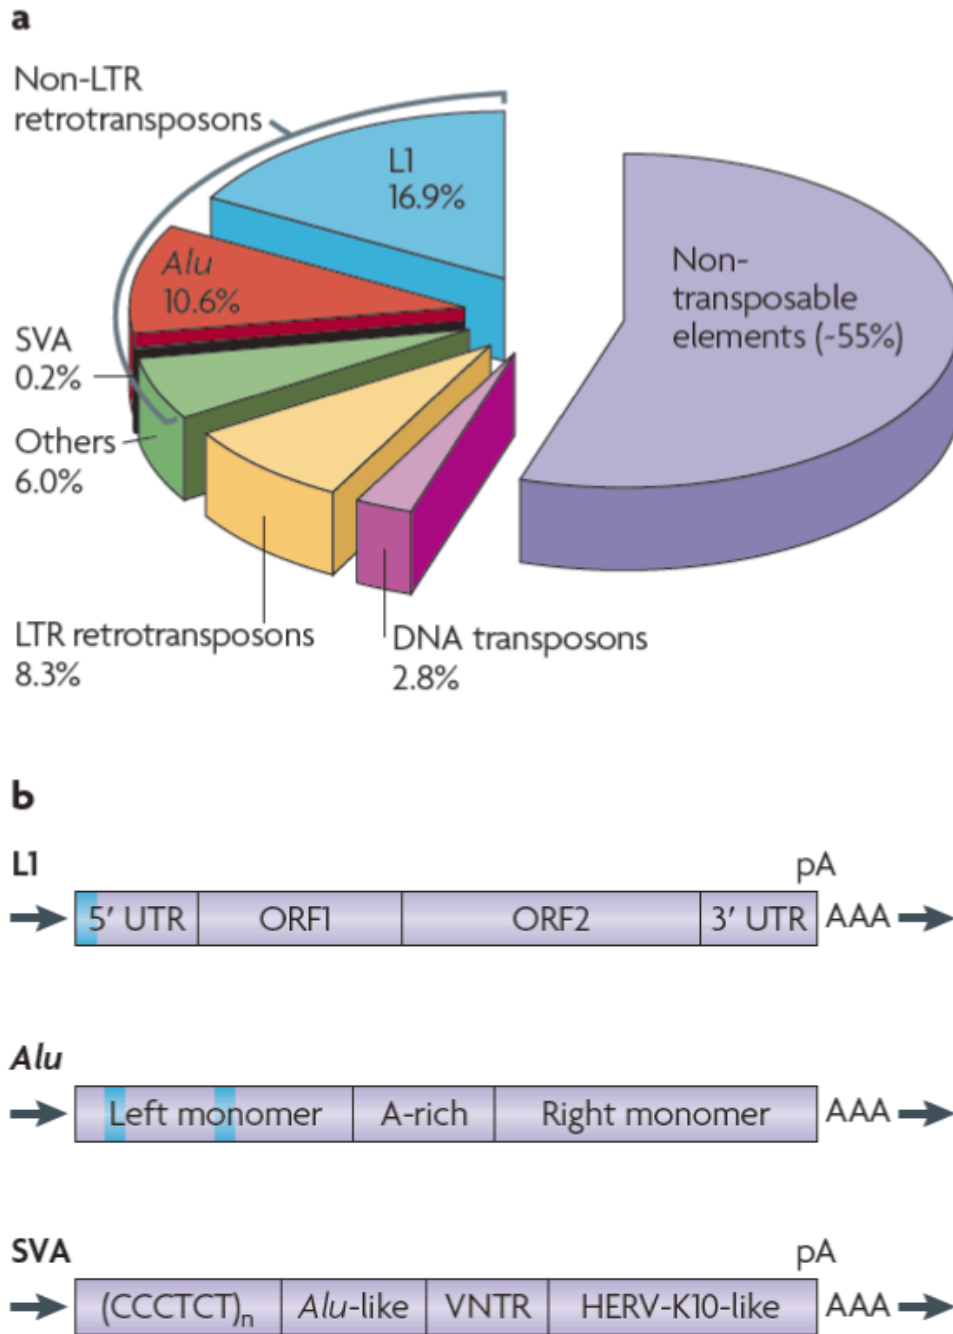 a
Non-LTR
retrotransposons
L1
16.9%
Alu
10.6%
SVA
0.2%
Others
6.0%
LTR retrotransposons
8.3%
DNA transposons
2.8%
Non-
transposable
elements (~55%)
b
L1
pA
5′ UTR ORF1 ORF2 3′ UTR AAA
Alu
Left monomer A-rich Right monomer AAA
SVA
pA
(CCCTCT)n Alu-like VNTR HERV-K10-like AAA